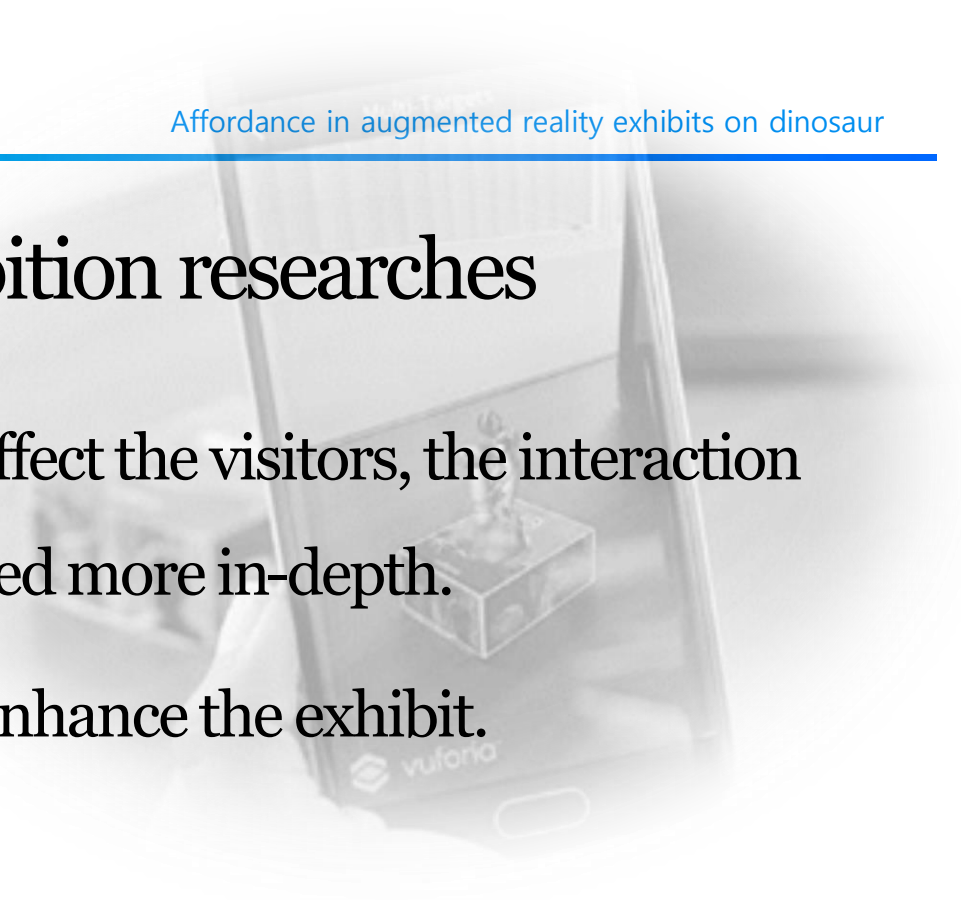 Affordance in augmented reality exhibits on dinosaur
bition researches
ffect the visitors, the interaction
ed more in-depth.
nhance the exhibit.
vuforia